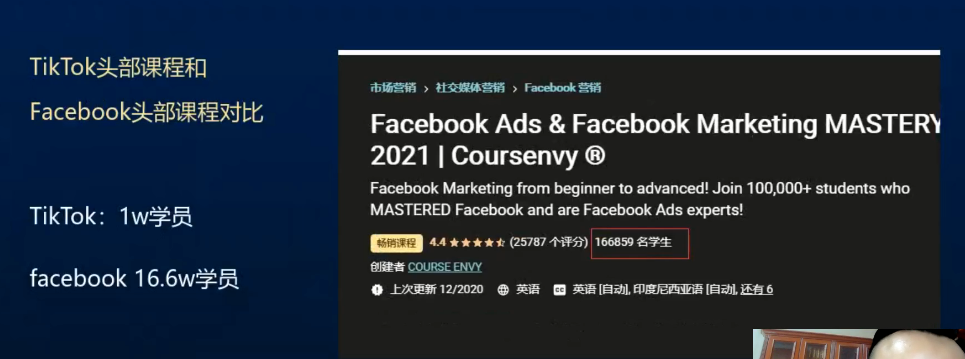 TikTok头部课程和
Facebook头部课程对比
TikTok：1w学员
facebook 16.6w学员
市场营销 > 社交媒体营销 > Facebook 营销
Facebook Ads & Facebook Marketing MASTERY
2021 | Coursenvy ®
Facebook Marketing from beginner to advanced! Join 100,000+ students who
MASTERED Facebook and are Facebook Ads experts!
畅销课程 4.4 (25787 个评分) 166859 名学生
创建者 COURSE ENVY
上次更新 12/2020 英语 英语 [自动], 印度尼西亚语 [自动], 还有 6